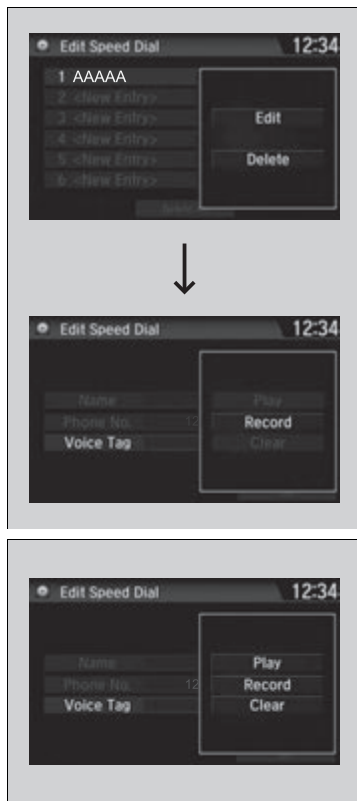 Edit Speed Dial 12:34
1 AAAAA
2 <New Entry>
3 <New Entry>
4 <New Entry>
5 <New Entry>
6 <New Entry>
Edit
Delete
Edit Speed Dial 12:34
Name
Play
Phone No. 12
Record
Voice Tag
Clear
Edit Speed Dial 12:34
Name
Play
Phone No. 12
Record
Voice Tag
Clear